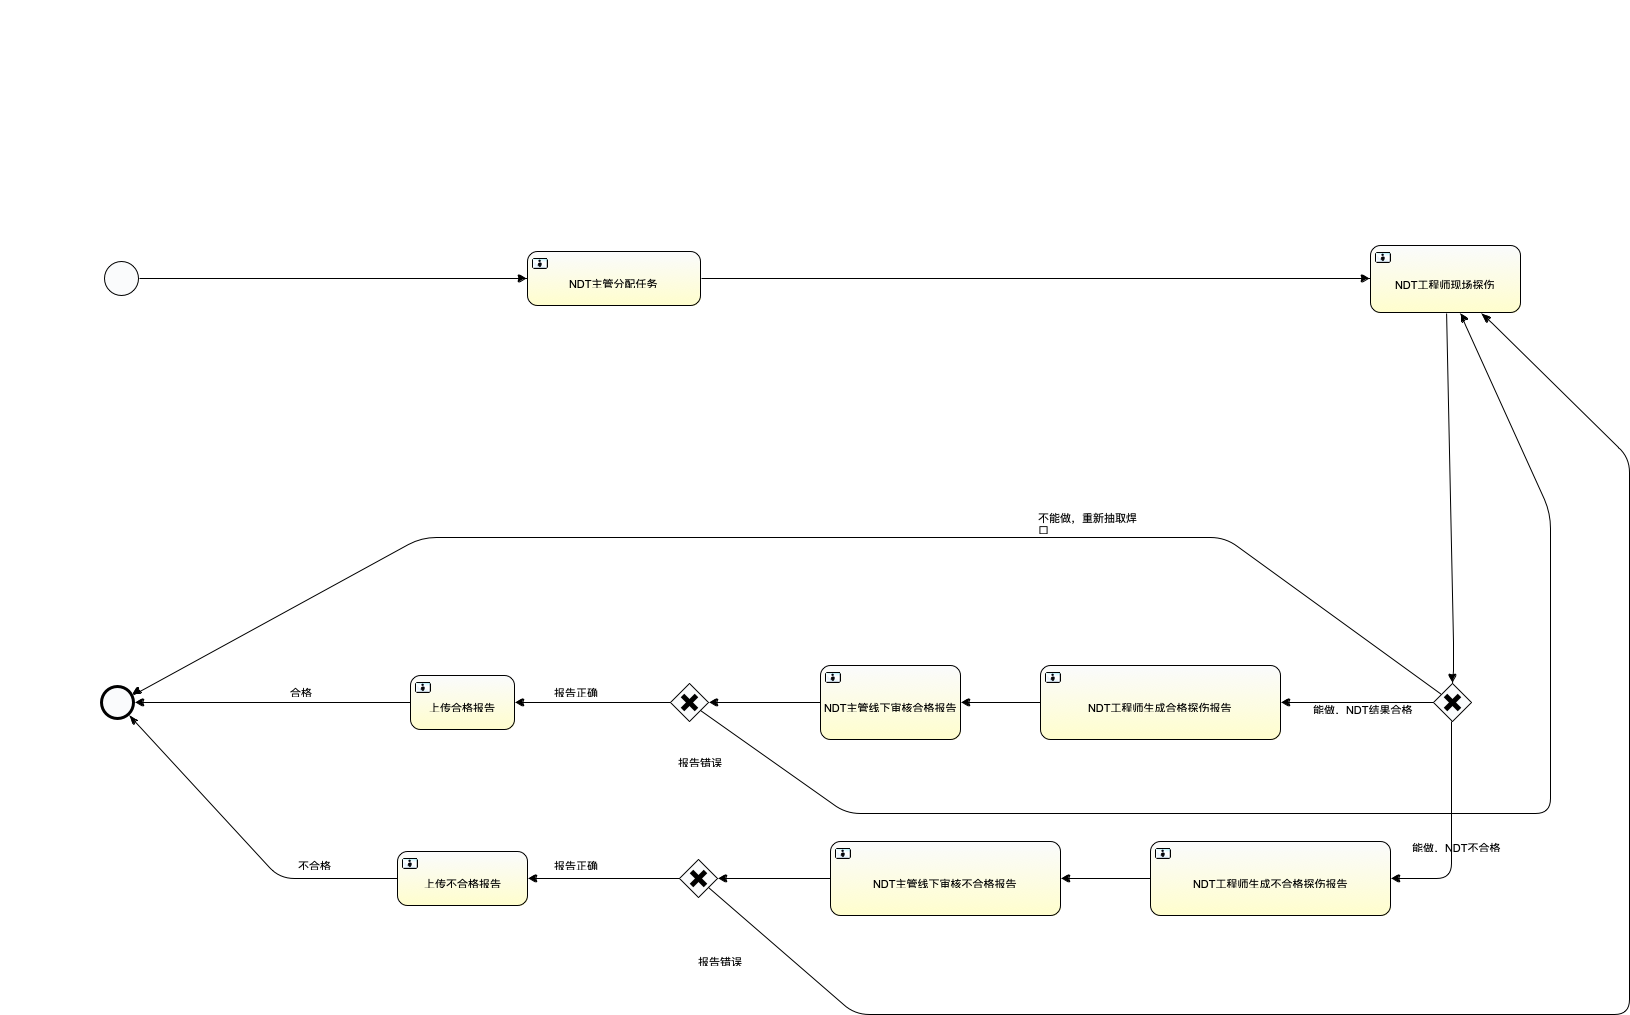 NDT主管分配任务
NDT工程师现场探伤
不能做，重新抽取焊
口
合格
上传合格报告
报告正确
NDT主管线下审核合格报告
NDT工程师生成合格探伤报告
能做，NDT结果合格
报告错误
不合格
上传不合格报告
报告正确
NDT主管线下审核不合格报告
NDT工程师生成不合格探伤报告
能做，NDT不合格
报告错误